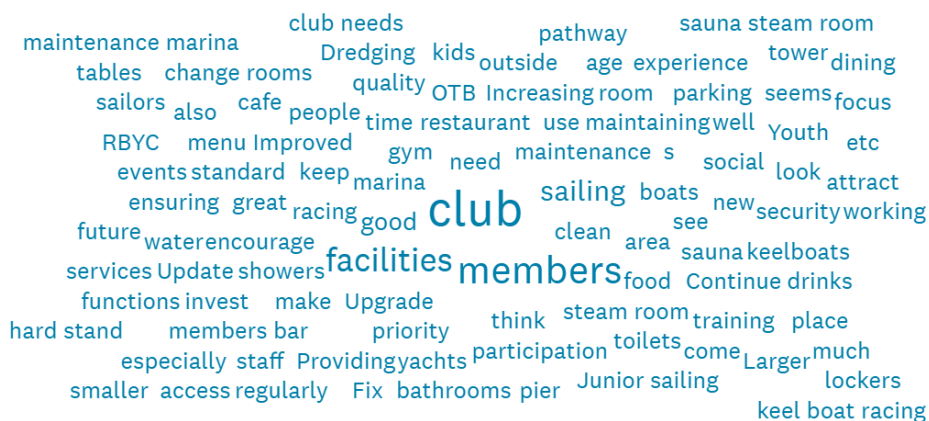 club needs pathway sauna steam room
maintenance marina Dredging kids outside age experience tower dining
tables change rooms quality OTB Increasing room parking seems focus
sailors also cafe people time restaurant use maintaining well Youth etc
RBYC menu Improved gym need maintenance s social look attract
events standard keep marina club sailing boats new security working
ensuring great racing good clean area see
future water encourage facilities members sauna keelboats
services Update showers food Continue drinks
functions invest make Upgrade think steam room training place
hard stand members bar priority participation toilets come Larger much
especially staff Providing yachts Junior sailing lockers
smaller access regularly Fix bathrooms pier
keel boat racing